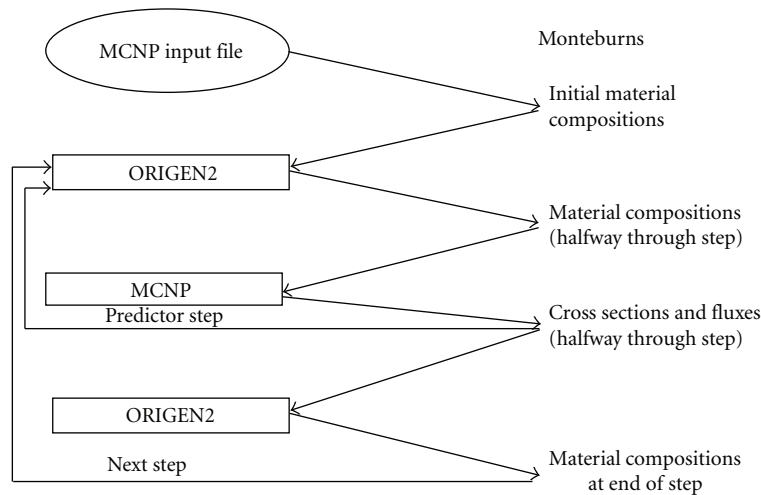 MCNP input file
Monteburns
Initial material
compositions
ORIGEN2
Material compositions
(halfway through step)
MCNP
Predictor step
Cross sections and fluxes
(halfway through step)
ORIGEN2
Next step
Material compositions
at end of step